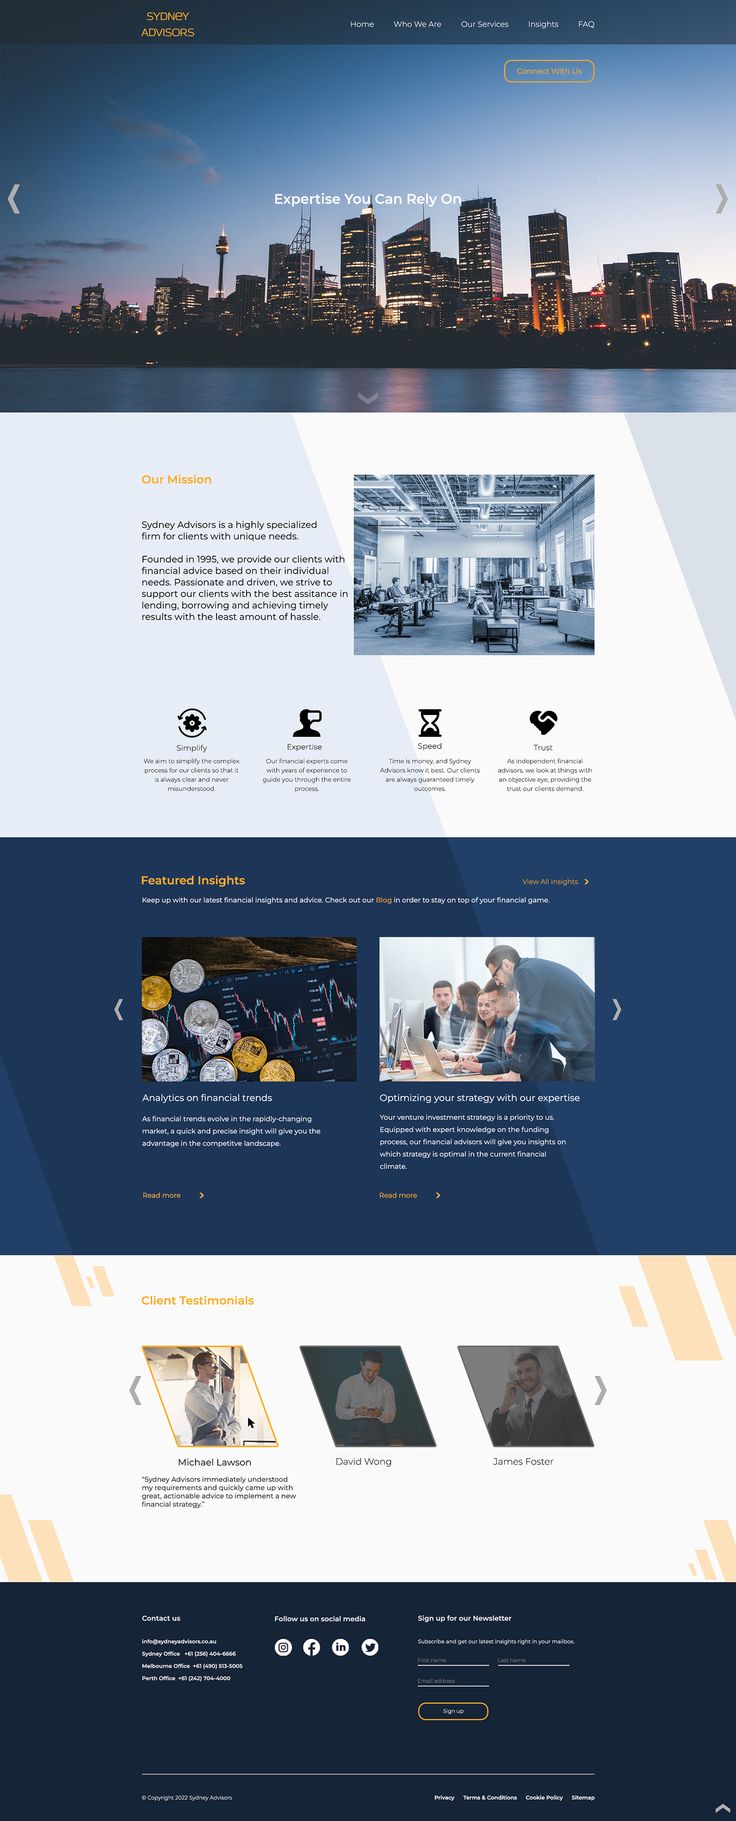 SYDNEY
ADVISORS
Home Who We Are Our Services Insights FAQ
Connect With Us
Expertise You Can Rely On
Our Mission
Sydney Advisors is a highly specialized
firm for clients with unique needs.
Founded in 1995, we provide our clients with
financial advice based on their individual
needs. Passionate and driven, we strive to
support our clients with the best assitance in
lending, borrowing and achieving timely
results with the least amount of hassle.
Simplify
We aim to simplify the complex
process for our clients so that it
is always clear and never
misunderstood.
Expertise
Our financial experts come
with years of experience to
guide you through the entire
process.
Speed
Time is money, and Sydney
Advisors know it best. Our clients
are always guaranteed timely
outcomes.
Trust
As independent financial
advisors, we look at things with
an objective eye, providing the
trust our clients demand.
Featured Insights
View All Insights
Keep up with our latest financial insights and advice. Check out our Blog in order to stay on top of your financial game.
Analytics on financial trends
As financial trends evolve in the rapidly-changing
market, a quick and precise insight will give you the
advantage in the competitve landscape.
Read more
Optimizing your strategy with our expertise
Your venture investment strategy is a priority to us.
Equipped with expert knowledge on the funding
process, our financial advisors will give you insights on
which strategy is optimal in the current financial
climate.
Read more
Client Testimonials
Michael Lawson
"Sydney Advisors immediately understood
my requirements and quickly came up with
great, actionable advice to implement a new
financial strategy."
David Wong
James Foster
Contact us
info@sydneyadvisors.co.au
Sydney Office +61 (256) 404-6666
Melbourne Office +61 (490) 513-5005
Perth Office +61 (242) 704-4000
Follow us on social media
Sign up for our Newsletter
Subscribe and get our latest insights right in your mailbox.
First name Last name
Email address
Sign up
© Copyright 2022 Sydney Advisors
Privacy Terms & Conditions Cookie Policy Sitemap